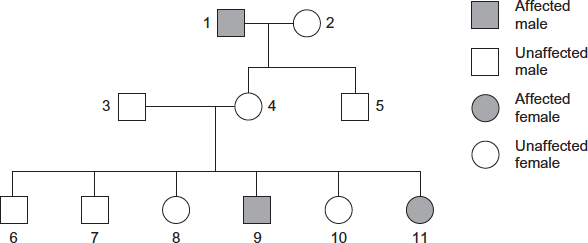 1
2
Affected
male
Unaffected
male
3
4
5
Affected
female
Unaffected
female
6
7
8
9
10
11